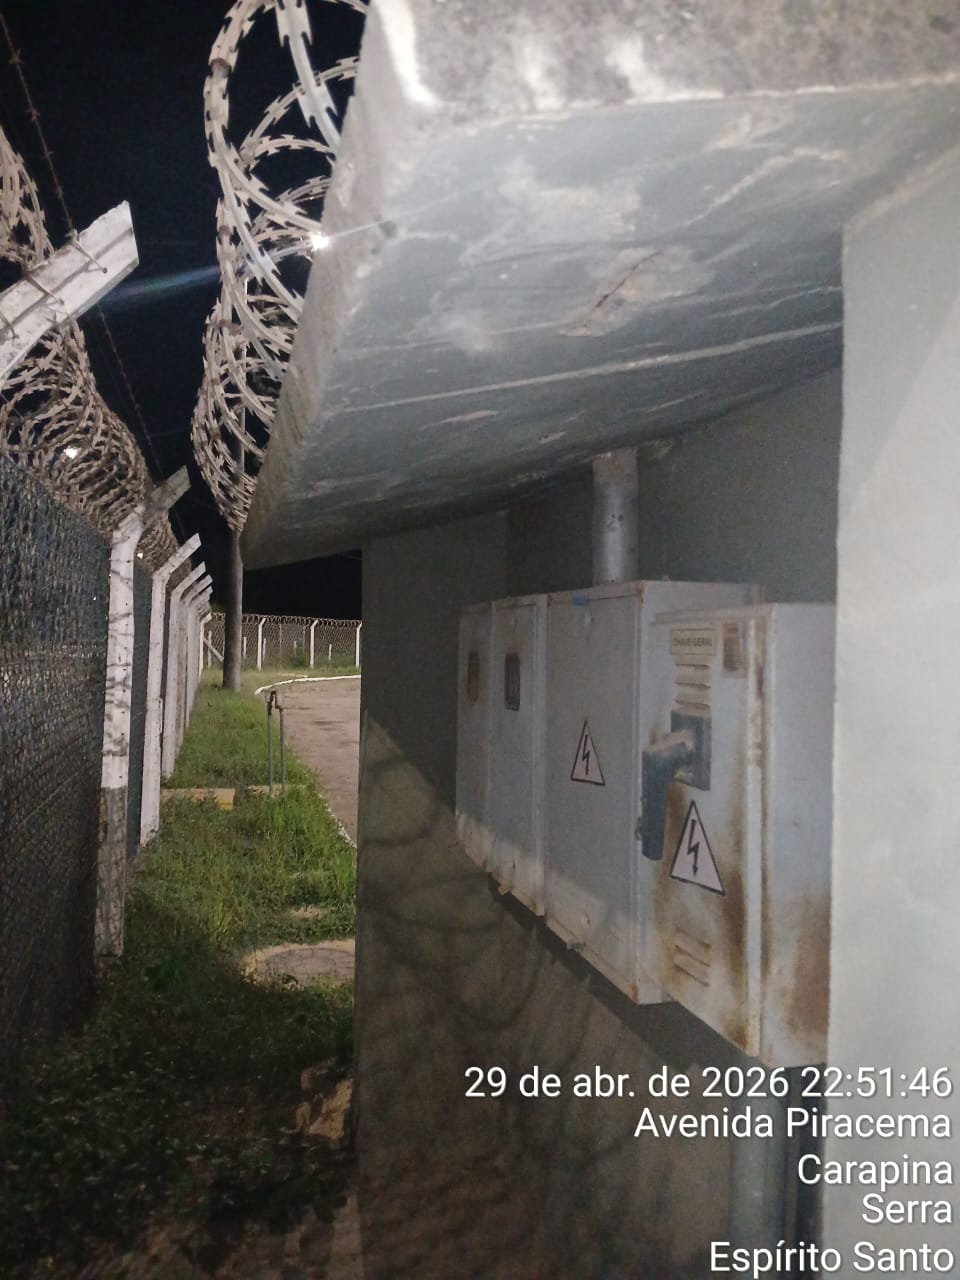 CHAVE GERAL
29 de abr. de 2026 22:51:46
Avenida Piracema
Carapina
Serra
Espírito Santo